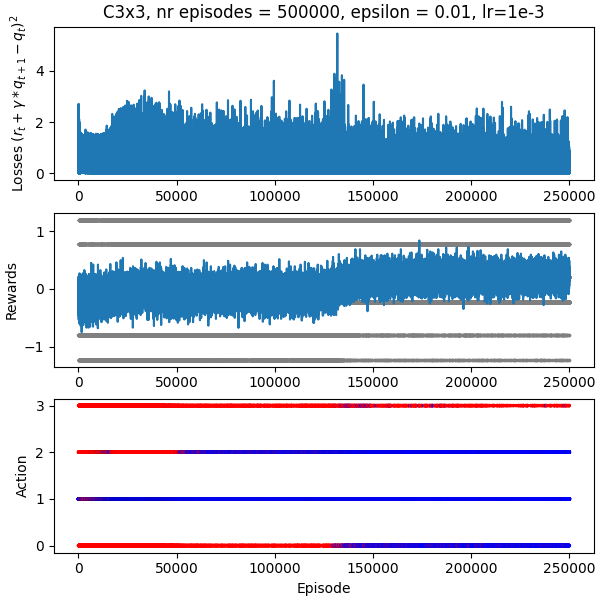 C3x3, nr episodes = 500000, epsilon = 0.01, lr=1e-3
Losses $(r_t + \gamma * q_{t+1} - q_t)^2$
4
2
0
0 50000 100000 150000 200000 250000
Rewards
1
0
−1
0 50000 100000 150000 200000 250000
Action
3
2
1
0
0 50000 100000 150000 200000 250000
Episode